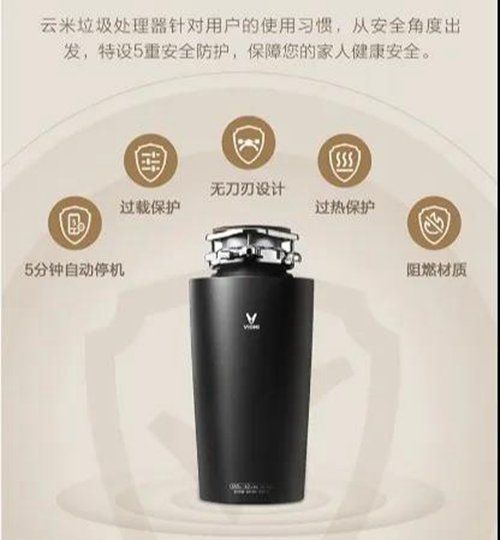 云米垃圾处理器针对用户的使用习惯，从安全角度出
发，特设5重安全防护，保障您的家人健康安全。
无刀刃设计
过载保护
过热保护
5分钟自动停机
阻燃材质
VIOMI